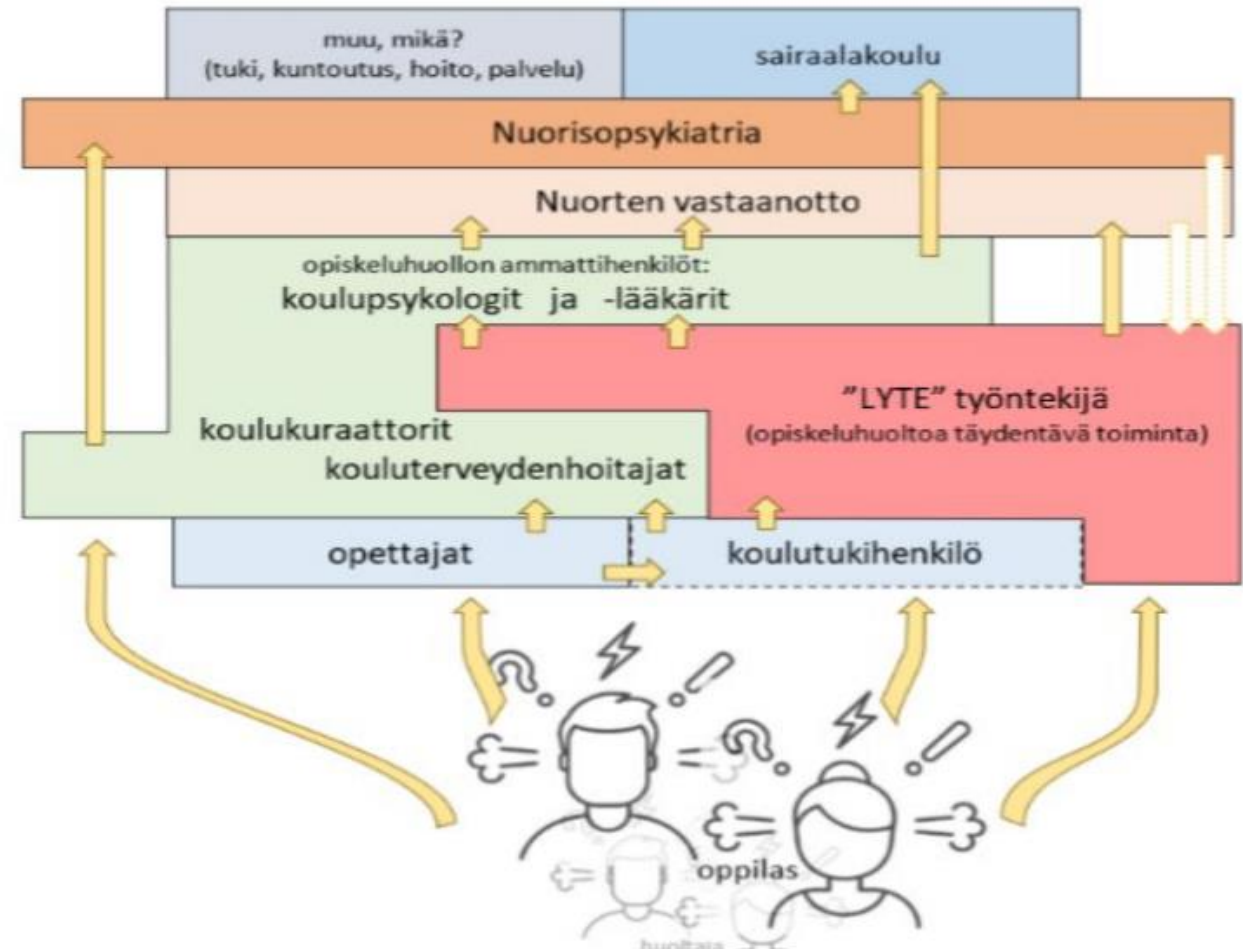 muu, mikä?
(tuki, kuntoutus, hoito, palvelu)
sairaalakoulu
Nuorisopsykiatria
Nuorten vastaanotto
opiskeluhuollon ammattihenkilöt:
koulupsykologit ja -lääkärit
"LYTE" työntekijä
(opiskeluhuoltoa täydentävä toiminta)
koulukuraattorit
kouluterveydenhoitajat
opettajat
koulutukihenkilö
oppilas
huoltaja